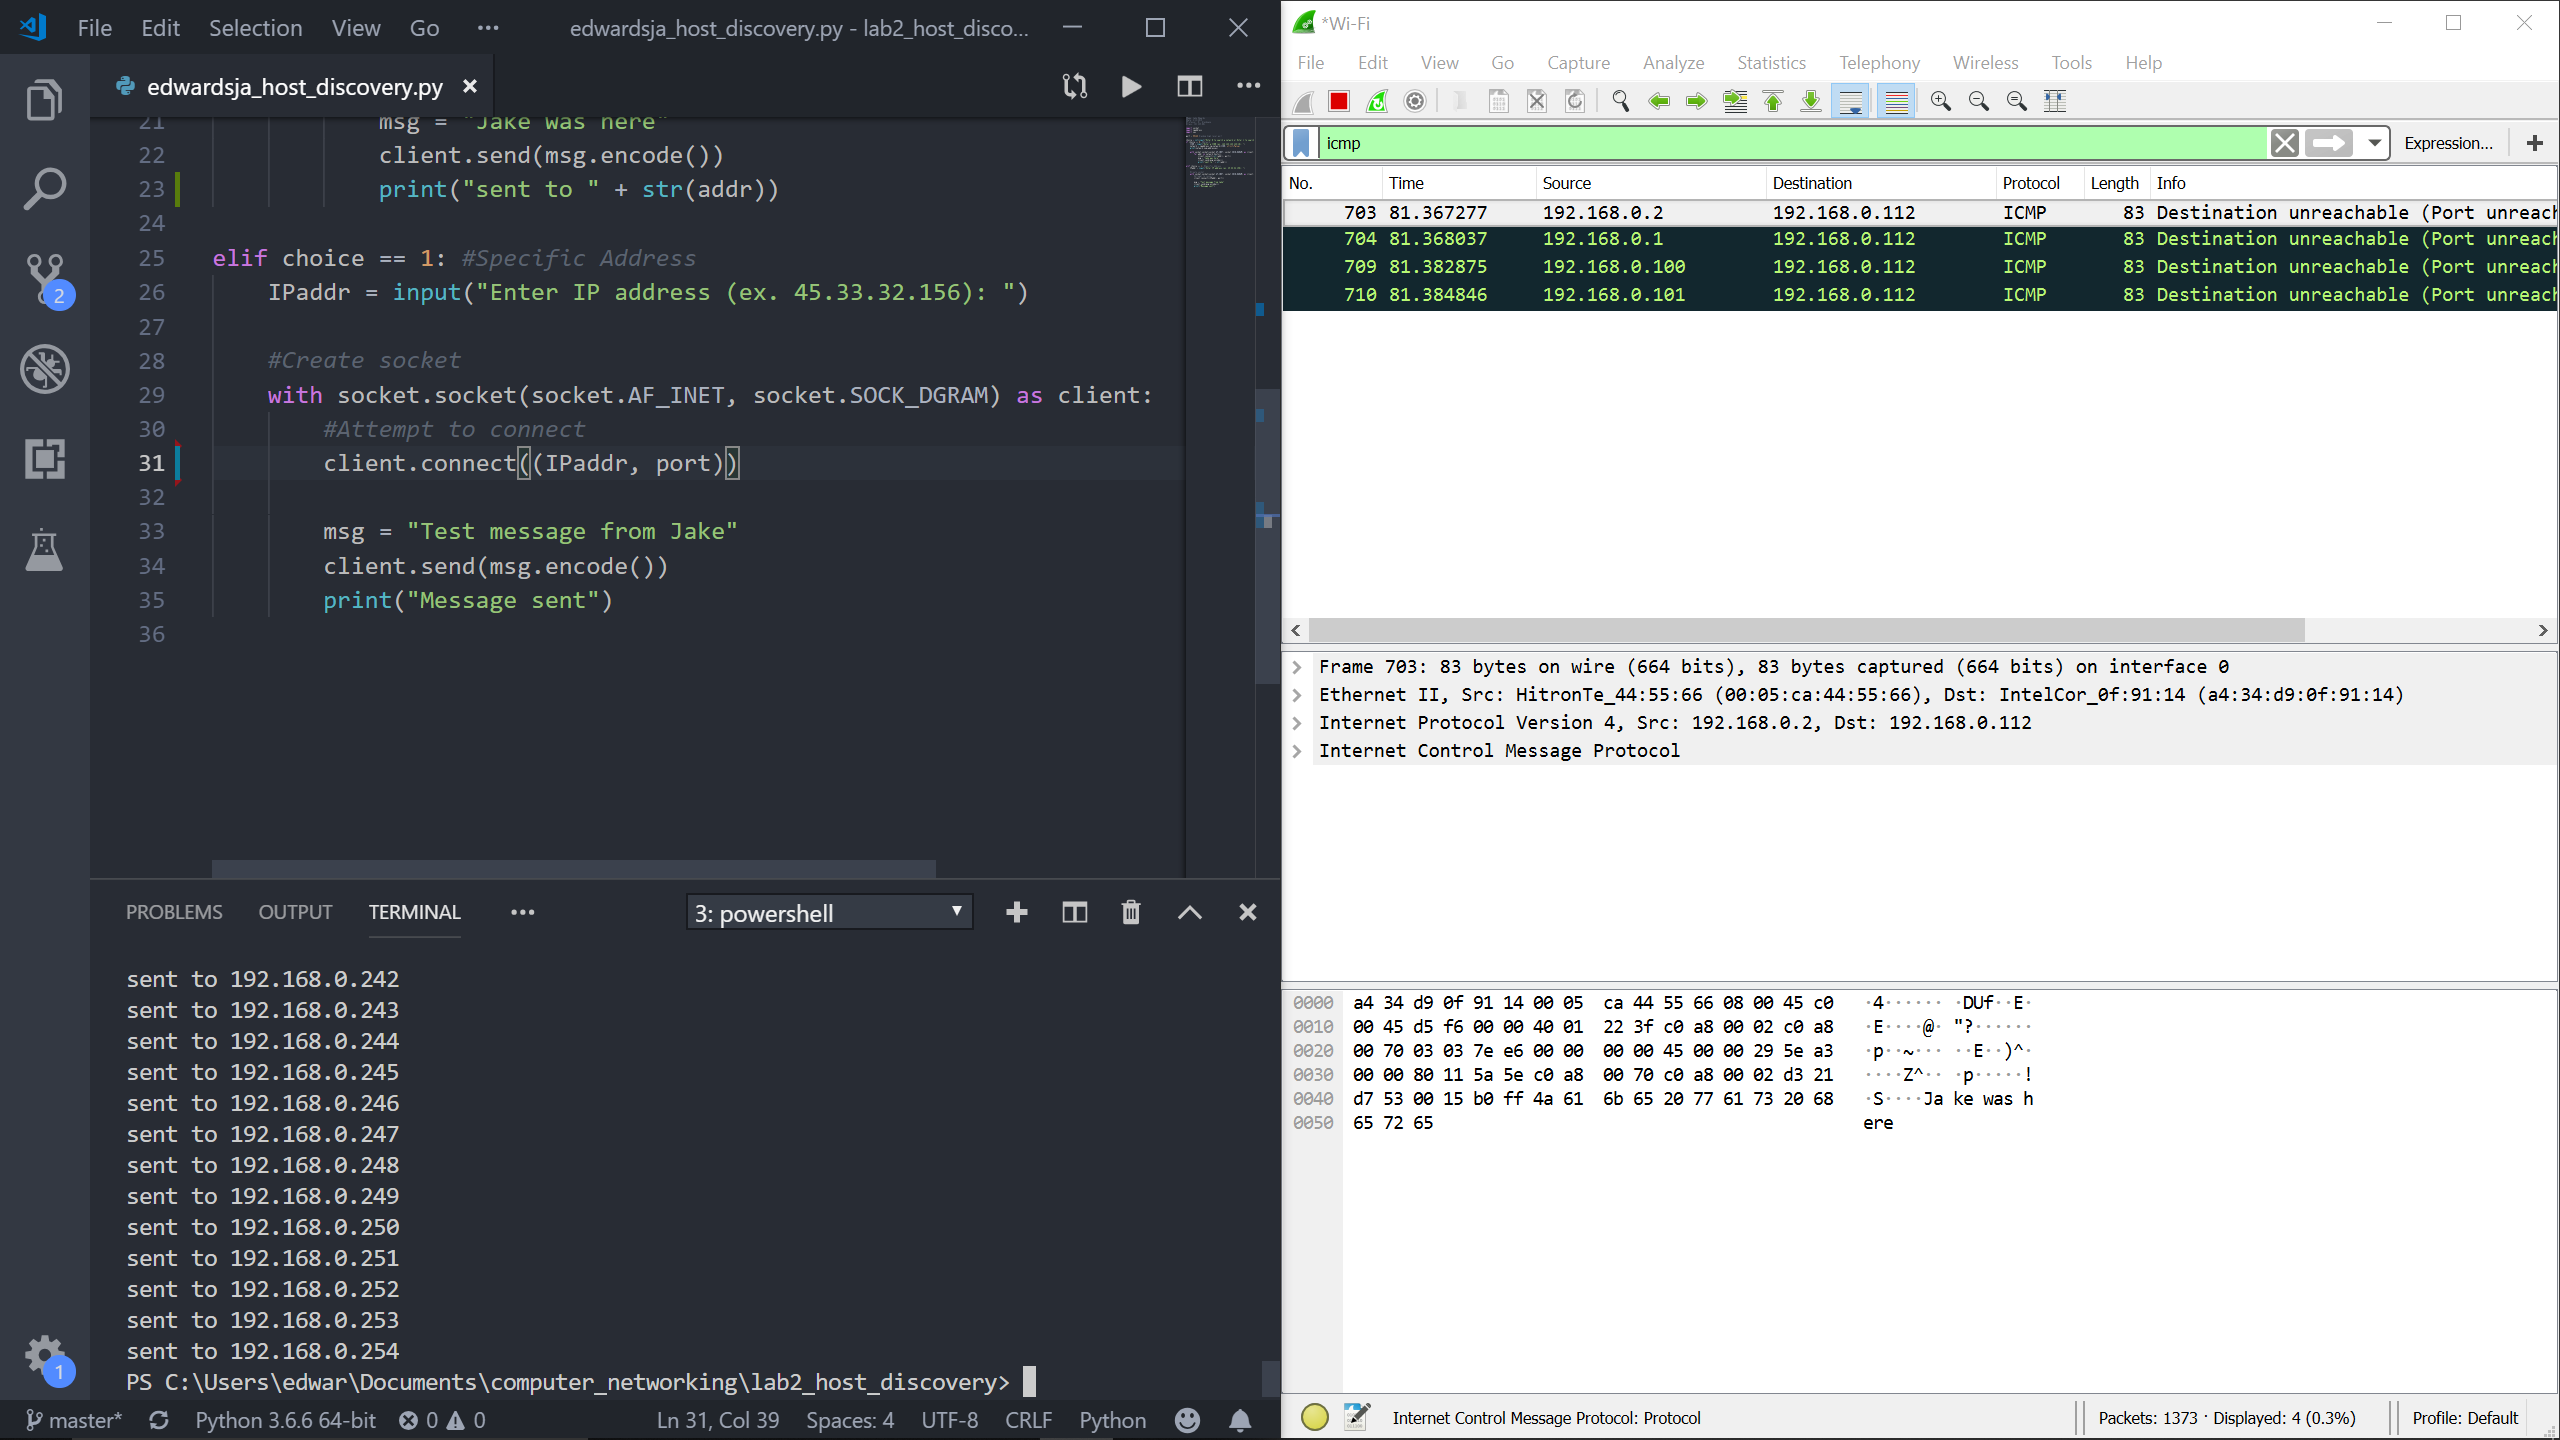 File Edit Selection View Go ··· edwardsja_host_discovery.py - lab2_host_disco...
edwardsja_host_discovery.py
21 msg = "Jake was here"
22 client.send(msg.encode())
23 print("sent to " + str(addr))
24
25 elif choice == 1: #Specific Address
26 IPaddr = input("Enter IP address (ex. 45.33.32.156): ")
27
28 #Create socket
29 with socket.socket(socket.AF_INET, socket.SOCK_DGRAM) as client:
30 #Attempt to connect
31 client.connect((IPaddr, port))
32
33 msg = "Test message from Jake"
34 client.send(msg.encode())
35 print("Message sent")
36
2
1
PROBLEMS OUTPUT TERMINAL ··· 3: powershell
sent to 192.168.0.242
sent to 192.168.0.243
sent to 192.168.0.244
sent to 192.168.0.245
sent to 192.168.0.246
sent to 192.168.0.247
sent to 192.168.0.248
sent to 192.168.0.249
sent to 192.168.0.250
sent to 192.168.0.251
sent to 192.168.0.252
sent to 192.168.0.253
sent to 192.168.0.254
PS C:\Users\edwar\Documents\computer_networking\lab2_host_discovery>
master* Python 3.6.6 64-bit 0 0 Ln 31, Col 39 Spaces: 4 UTF-8 CRLF Python
*Wi-Fi
File Edit View Go Capture Analyze Statistics Telephony Wireless Tools Help
icmp Expression... +
No. Time Source Destination Protocol Length Info
703 81.367277 192.168.0.2 192.168.0.112 ICMP 83 Destination unreachable (Port unreach
704 81.368037 192.168.0.1 192.168.0.112 ICMP 83 Destination unreachable (Port unreach
709 81.382875 192.168.0.100 192.168.0.112 ICMP 83 Destination unreachable (Port unreach
710 81.384846 192.168.0.101 192.168.0.112 ICMP 83 Destination unreachable (Port unreach
Frame 703: 83 bytes on wire (664 bits), 83 bytes captured (664 bits) on interface 0
Ethernet II, Src: HitronTe_44:55:66 (00:05:ca:44:55:66), Dst: IntelCor_0f:91:14 (a4:34:d9:0f:91:14)
Internet Protocol Version 4, Src: 192.168.0.2, Dst: 192.168.0.112
Internet Control Message Protocol
0000 a4 34 d9 0f 91 14 00 05 ca 44 55 66 08 00 45 c0 ·4······ ·DUf··E·
0010 00 45 d5 f6 00 00 40 01 22 3f c0 a8 00 02 c0 a8 ·E····@· "?······
0020 00 70 03 03 7e e6 00 00 00 00 45 00 00 29 5e a3 ·p··~··· ··E··)^·
0030 00 00 80 11 5a 5e c0 a8 00 70 c0 a8 00 02 d3 21 ····Z^·· ·p·····!
0040 d7 53 00 15 b0 ff 4a 61 6b 65 20 77 61 73 20 68 ·S····Ja ke was h
0050 65 72 65 ere
Internet Control Message Protocol: Protocol Packets: 1373 · Displayed: 4 (0.3%) Profile: Default